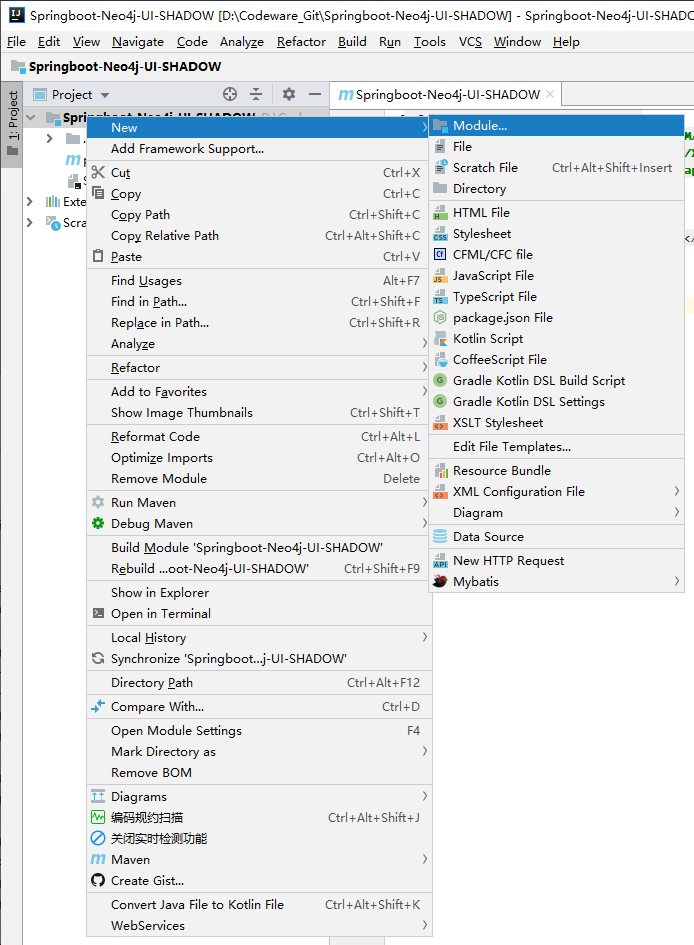 Springboot-Neo4j-UI-SHADOW [D:\Codeware_Git\Springboot-Neo4j-UI-SHADOW] - Springboot-Neo4j-UI-SHADO
File Edit View Navigate Code Analyze Refactor Build Run Tools VCS Window Help
Springboot-Neo4j-UI-SHADOW
1: Project
Project
Springboot-Neo4j-UI-SHADOW
Exte
Scra
New
Add Framework Support...
Cut Ctrl+X
Copy Ctrl+C
Copy Path Ctrl+Shift+C
Copy Relative Path Ctrl+Alt+Shift+C
Paste Ctrl+V
Find Usages Alt+F7
Find in Path... Ctrl+Shift+F
Replace in Path... Ctrl+Shift+R
Analyze
Refactor
Add to Favorites
Show Image Thumbnails Ctrl+Shift+T
Reformat Code Ctrl+Alt+L
Optimize Imports Ctrl+Alt+O
Remove Module Delete
Run Maven
Debug Maven
Build Module 'Springboot-Neo4j-UI-SHADOW'
Rebuild ...oot-Neo4j-UI-SHADOW' Ctrl+Shift+F9
Show in Explorer
Open in Terminal
Local History
Synchronize 'Springboot...j-UI-SHADOW'
Directory Path Ctrl+Alt+F12
Compare With... Ctrl+D
Open Module Settings F4
Mark Directory as
Remove BOM
Diagrams
编码规约扫描 Ctrl+Alt+Shift+J
关闭实时检测功能
Maven
Create Gist...
Convert Java File to Kotlin File Ctrl+Alt+Shift+K
WebServices
Springboot-Neo4j-UI-SHADOW
Module...
File
Scratch File Ctrl+Alt+Shift+Insert
Directory
HTML File
Stylesheet
CFML/CFC file
JavaScript File
TypeScript File
package.json File
Kotlin Script
CoffeeScript File
Gradle Kotlin DSL Build Script
Gradle Kotlin DSL Settings
XSLT Stylesheet
Edit File Templates...
Resource Bundle
XML Configuration File
Diagram
Data Source
New HTTP Request
Mybatis